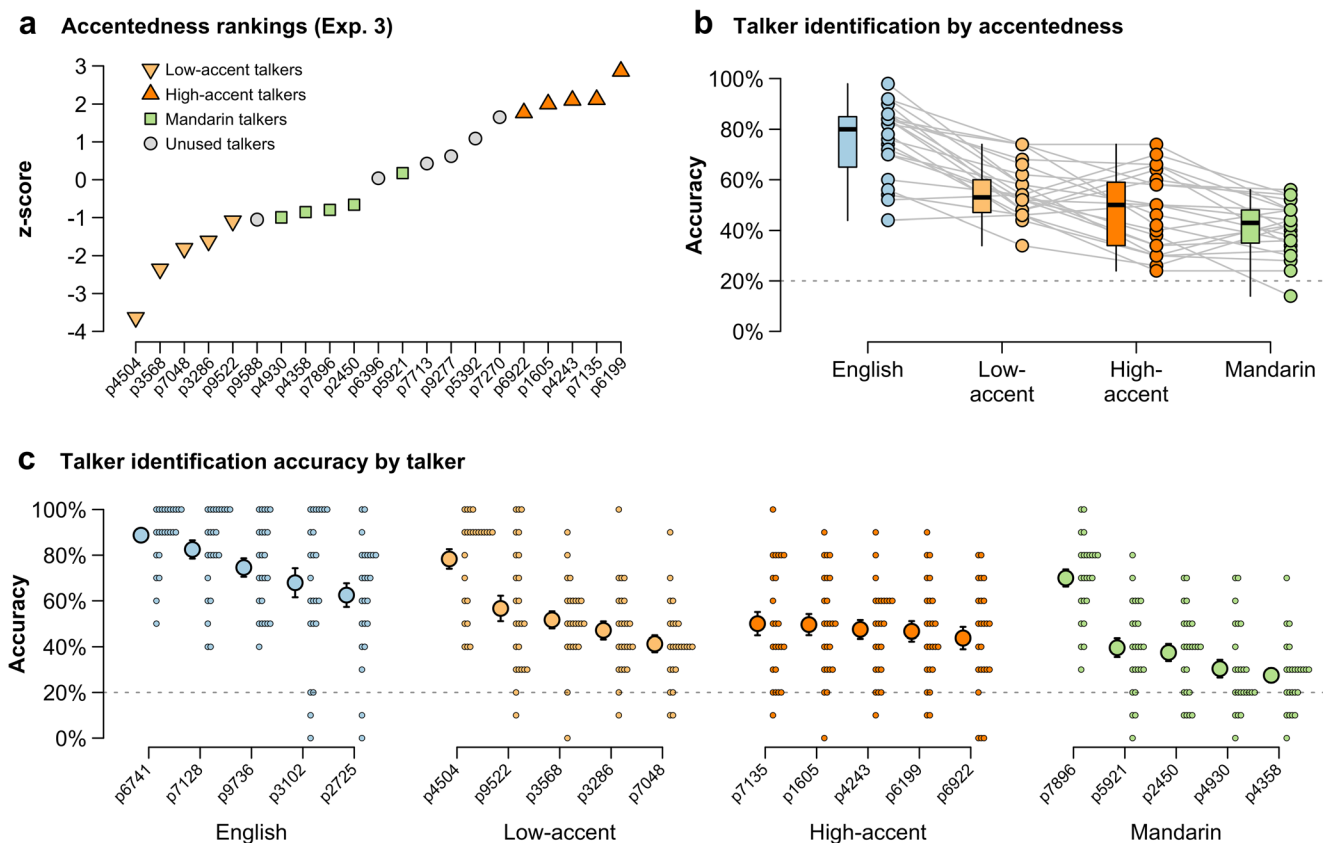 a Accentedness rankings (Exp. 3)
z-score
3
2
1
0
-1
-2
-3
-4
Low-accent talkers
High-accent talkers
Mandarin talkers
Unused talkers
p4504
p3568
p7048
p3286
p9522
p9588
p4930
p4358
p7896
p2450
p6396
p5921
p7713
p9277
p5392
p7270
p6922
p1605
p4243
p7135
p6199
b Talker identification by accentedness
Accuracy
100%
80%
60%
40%
20%
0%
English
Low-
accent
High-
accent
Mandarin
c Talker identification accuracy by talker
Accuracy
100%
80%
60%
40%
20%
0%
p6741
p7128
p9736
p3102
p2725
English
p4504
p9522
p3568
p3286
p7048
Low-accent
p7135
p1605
p4243
p6199
p6922
High-accent
p7896
p5921
p2450
p4930
p4358
Mandarin